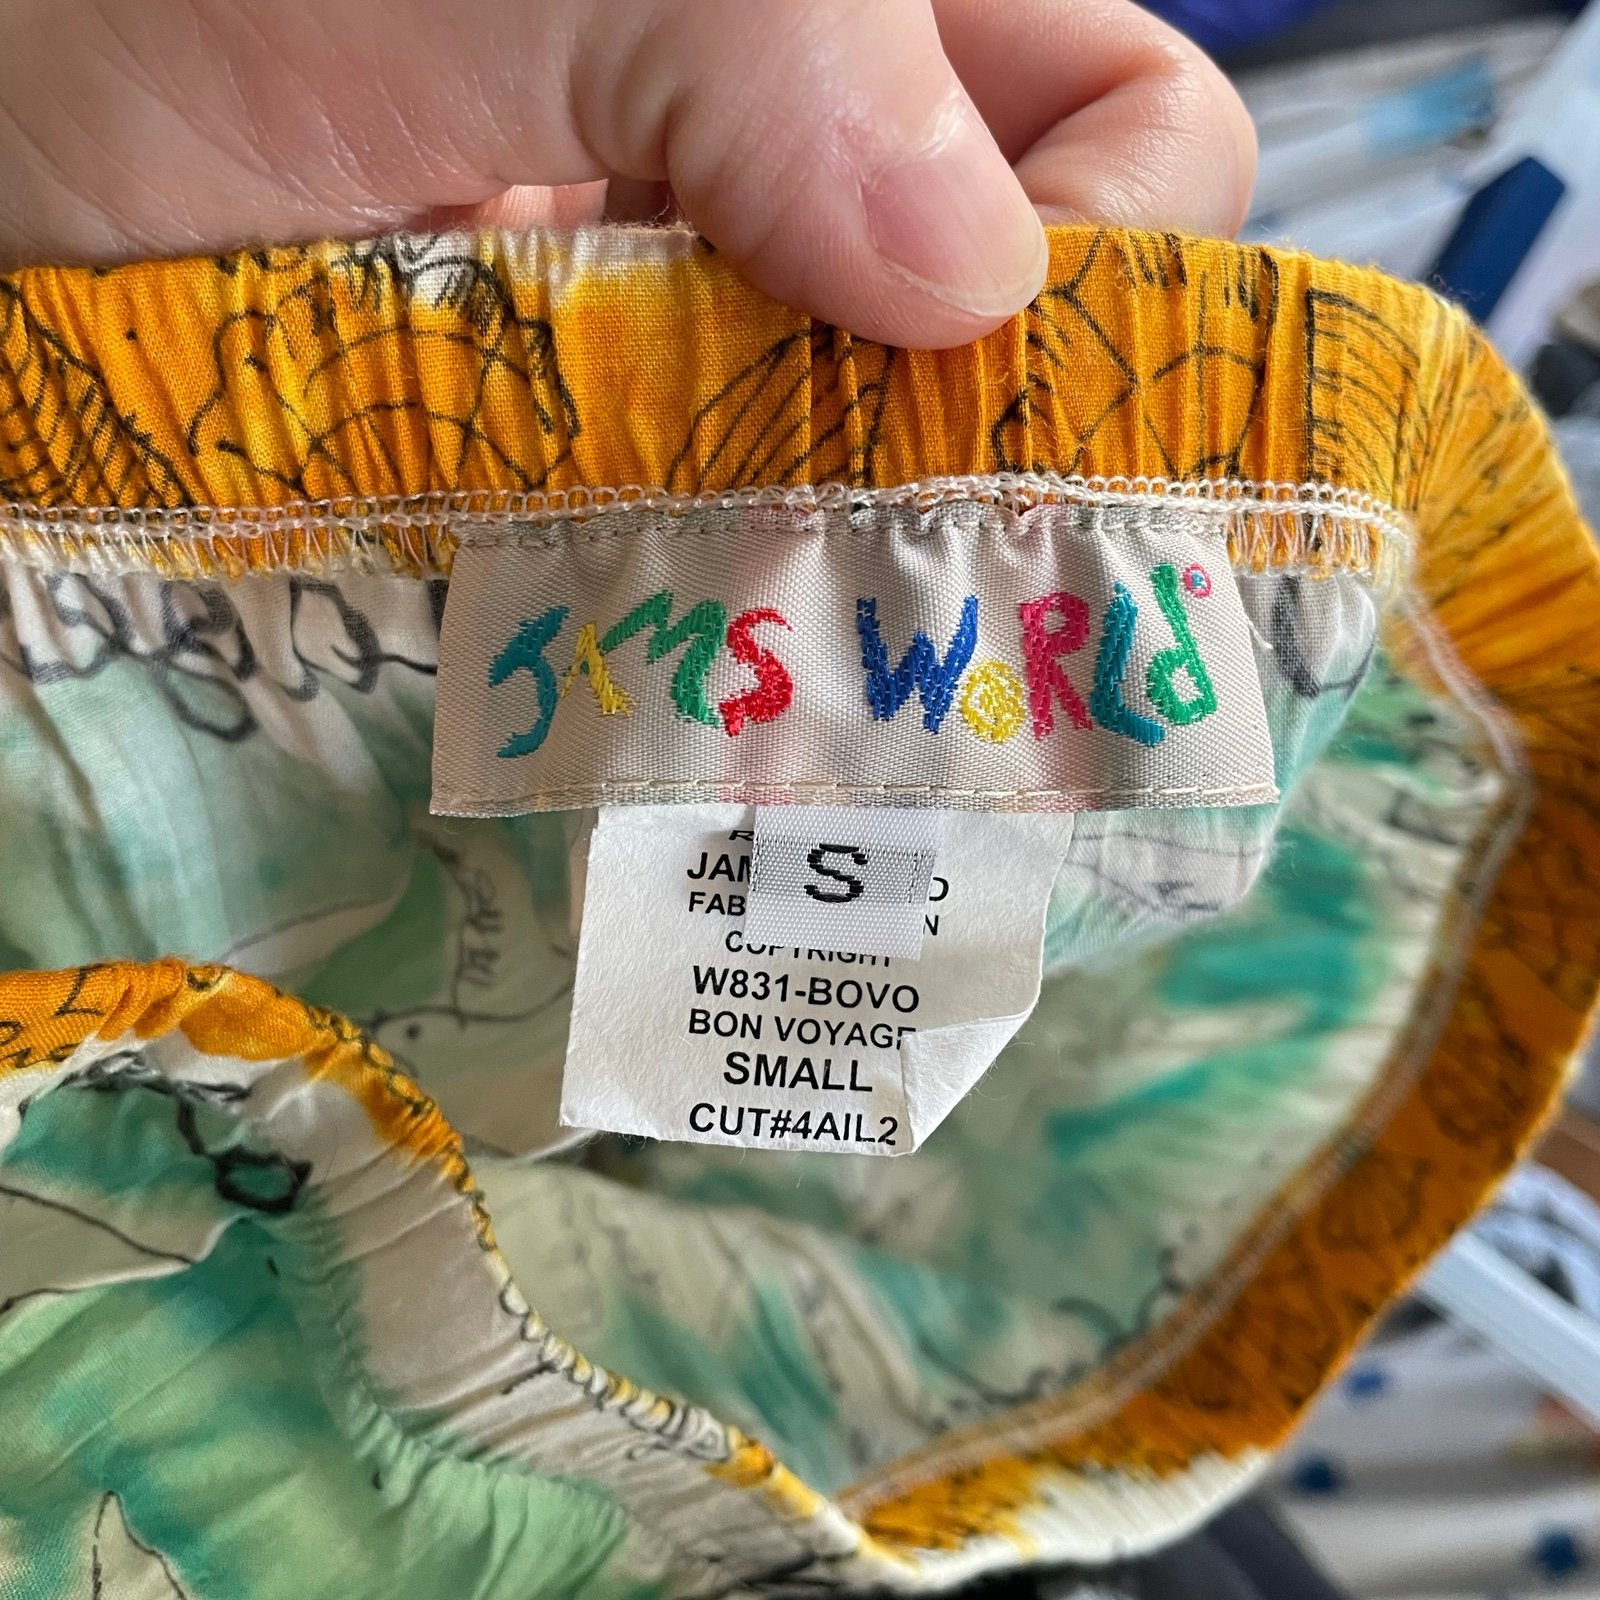 JAMS WORLD
S
COPYRIGHT
W831-BOVO
BON VOYAGE
SMALL
CUT#4AIL2